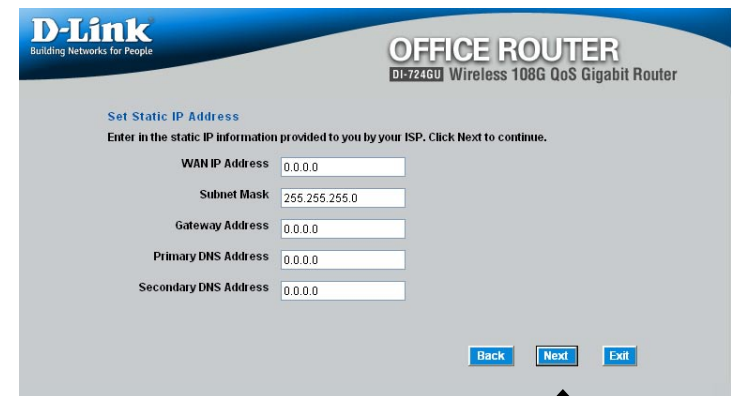 D-Link
Building Networks for People
OFFICE ROUTER
DI-724GU Wireless 108G QoS Gigabit Router
Set Static IP Address
Enter in the static IP information provided to you by your ISP. Click Next to continue.
WAN IP Address 0.0.0.0
Subnet Mask 255.255.255.0
Gateway Address 0.0.0.0
Primary DNS Address 0.0.0.0
Secondary DNS Address 0.0.0.0
Back Next Exit